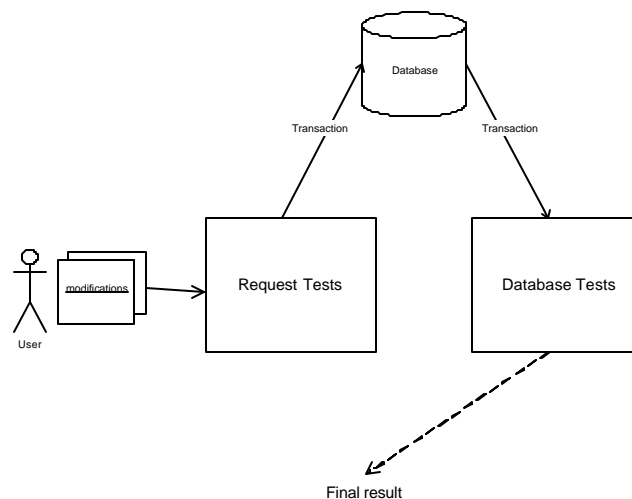 Database
Transaction
Transaction
Request Tests
Database Tests
modifications
User
Final result